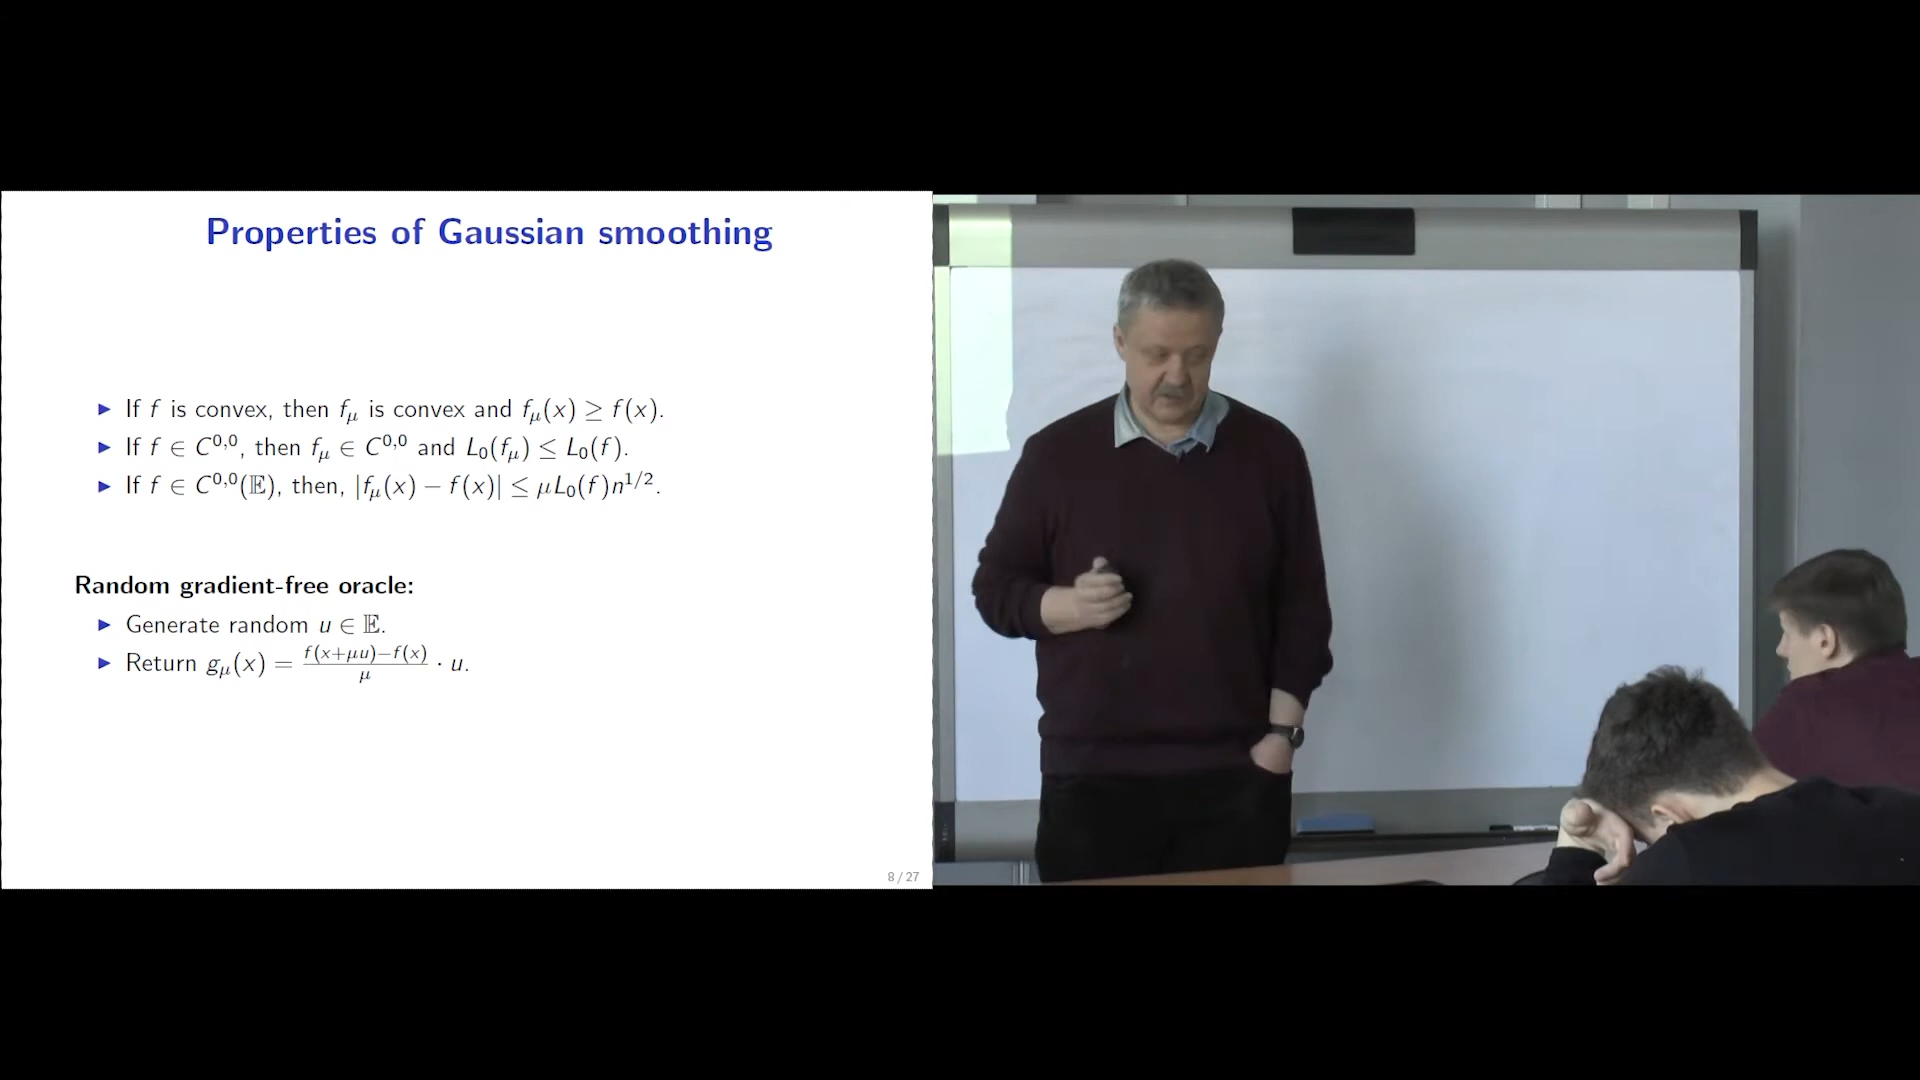 Properties of Gaussian smoothing
▶ If f is convex, then f_μ is convex and f_μ(x) ≥ f(x).
▶ If f ∈ C^{0,0}, then f_μ ∈ C^{0,0} and L_0(f_μ) ≤ L_0(f).
▶ If f ∈ C^{0,0}(𝔼), then, |f_μ(x) − f(x)| ≤ μL_0(f)n^{1/2}.
Random gradient-free oracle:
▶ Generate random u ∈ 𝔼.
▶ Return g_μ(x) = \frac{f(x+μu)−f(x)}{μ} · u.
8 / 27